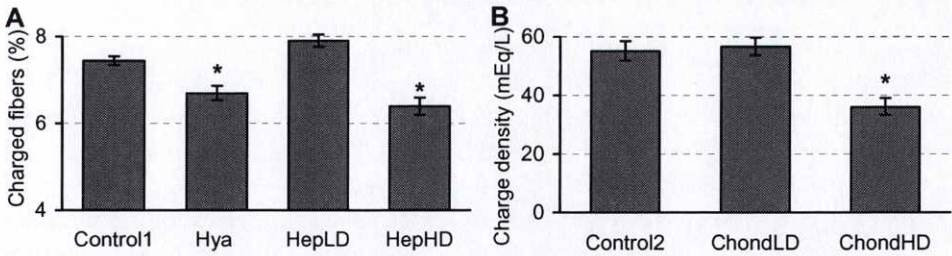 A
B
Charged fibers (%)
8
6
4
*
*
Control1 Hya HepLD HepHD
Charge density (mEq/L)
60
40
20
0
*
Control2 ChondLD ChondHD